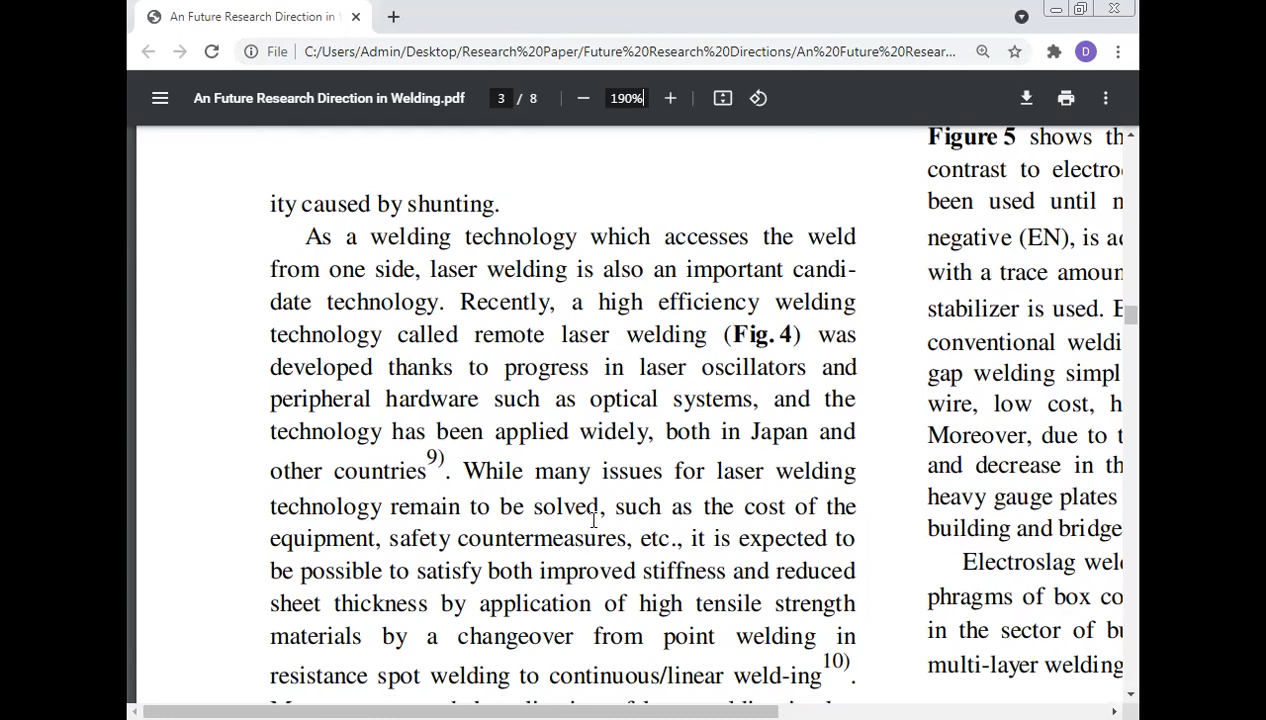 An Future Research Direction in
File C:/Users/Admin/Desktop/Research%20Paper/Future%20Research%20Directions/An%20Future%20Resear...
D
An Future Research Direction in Welding.pdf 3 / 8 190%
ity caused by shunting.
As a welding technology which accesses the weld
from one side, laser welding is also an important candi-
date technology. Recently, a high efficiency welding
technology called remote laser welding (Fig. 4) was
developed thanks to progress in laser oscillators and
peripheral hardware such as optical systems, and the
technology has been applied widely, both in Japan and
other countries9). While many issues for laser welding
technology remain to be solved, such as the cost of the
equipment, safety countermeasures, etc., it is expected to
be possible to satisfy both improved stiffness and reduced
sheet thickness by application of high tensile strength
materials by a changeover from point welding in
resistance spot welding to continuous/linear weld-ing10).
Figure 5 shows th
contrast to electro
been used until n
negative (EN), is a
with a trace amoun
stabilizer is used. E
conventional weldi
gap welding simpl
wire, low cost, h
Moreover, due to t
and decrease in th
heavy gauge plates
building and bridge
Electroslag wel
phragms of box co
in the sector of bu
multi-layer welding